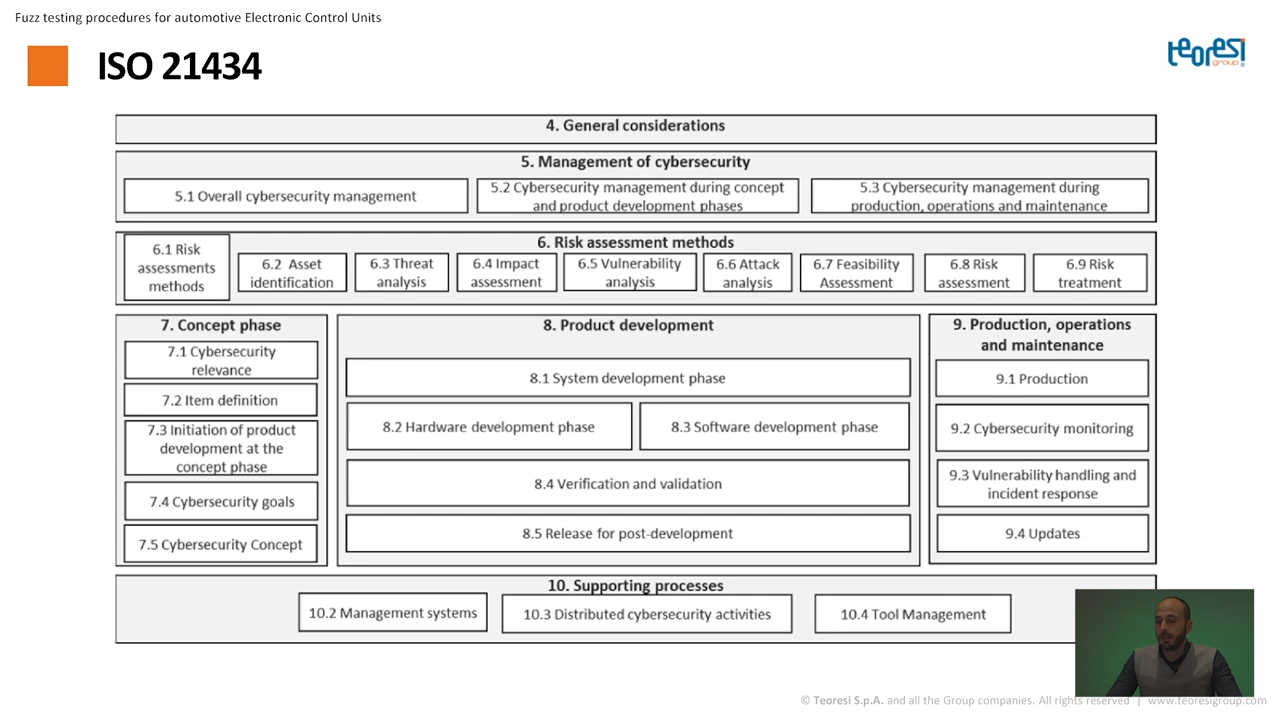 Fuzz testing procedures for automotive Electronic Control Units
ISO 21434
teoresi
group
4. General considerations
5. Management of cybersecurity
5.1 Overall cybersecurity management
5.2 Cybersecurity management during concept
and product development phases
5.3 Cybersecurity management during
production, operations and maintenance
6. Risk assessment methods
6.1 Risk
assessments
methods
6.2 Asset
identification
6.3 Threat
analysis
6.4 Impact
assessment
6.5 Vulnerability
analysis
6.6 Attack
analysis
6.7 Feasibility
Assessment
6.8 Risk
assessment
6.9 Risk
treatment
7. Concept phase
7.1 Cybersecurity
relevance
7.2 Item definition
7.3 Initiation of product
development at the
concept phase
7.4 Cybersecurity goals
7.5 Cybersecurity Concept
8. Product development
8.1 System development phase
8.2 Hardware development phase
8.3 Software development phase
8.4 Verification and validation
8.5 Release for post-development
9. Production, operations
and maintenance
9.1 Production
9.2 Cybersecurity monitoring
9.3 Vulnerability handling and
incident response
9.4 Updates
10. Supporting processes
10.2 Management systems
10.3 Distributed cybersecurity activities
10.4 Tool Management
© Teoresi S.p.A. and all the Group companies. All rights reserved | www.teoresigroup.com